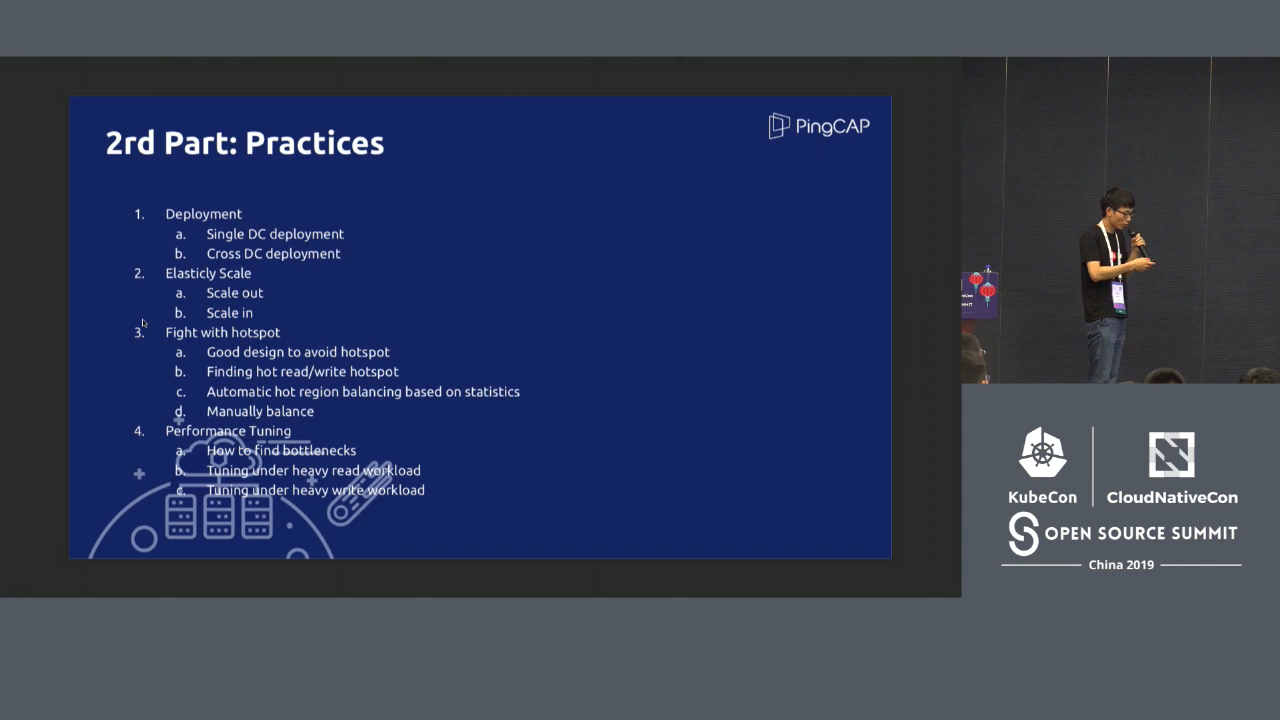 2rd Part: Practices
PingCAP
1. Deployment
a. Single DC deployment
b. Cross DC deployment
2. Elasticly Scale
a. Scale out
b. Scale in
3. Fight with hotspot
a. Good design to avoid hotspot
b. Finding hot read/write hotspot
c. Automatic hot region balancing based on statistics
d. Manually balance
4. Performance Tuning
a. How to find bottlenecks
b. Tuning under heavy read workload
c. Tuning under heavy write workload
KubeCon
CloudNativeCon
OPEN SOURCE SUMMIT
China 2019